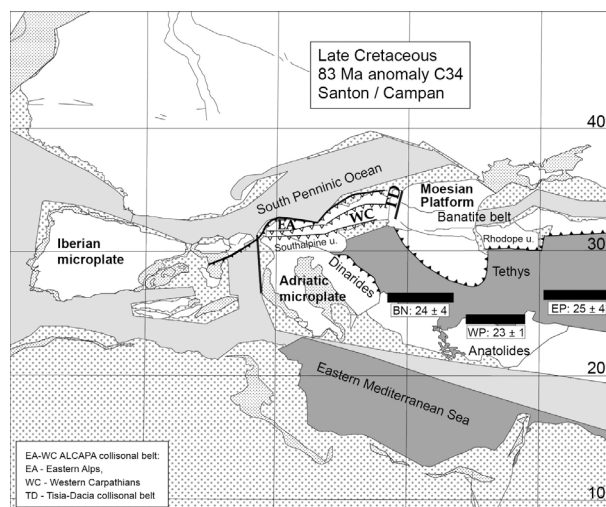 Late Cretaceous
83 Ma anomaly C34
Santon / Campan
40
South Penninic Ocean
TD
Moesian
Platform
EA
WC
Banatite belt
Iberian
microplate
Southalpine u.
Rhodope u.
30
Dinarides
Tethys
Adriatic
microplate
BN: 24 ± 4
EP: 25 ± 4
WP: 23 ± 1
Anatolides
20
Eastern Mediterranean Sea
EA-WC ALCAPA collisonal belt:
EA - Eastern Alps,
WC - Western Carpathians
TD - Tisia-Dacia collisonal belt
10